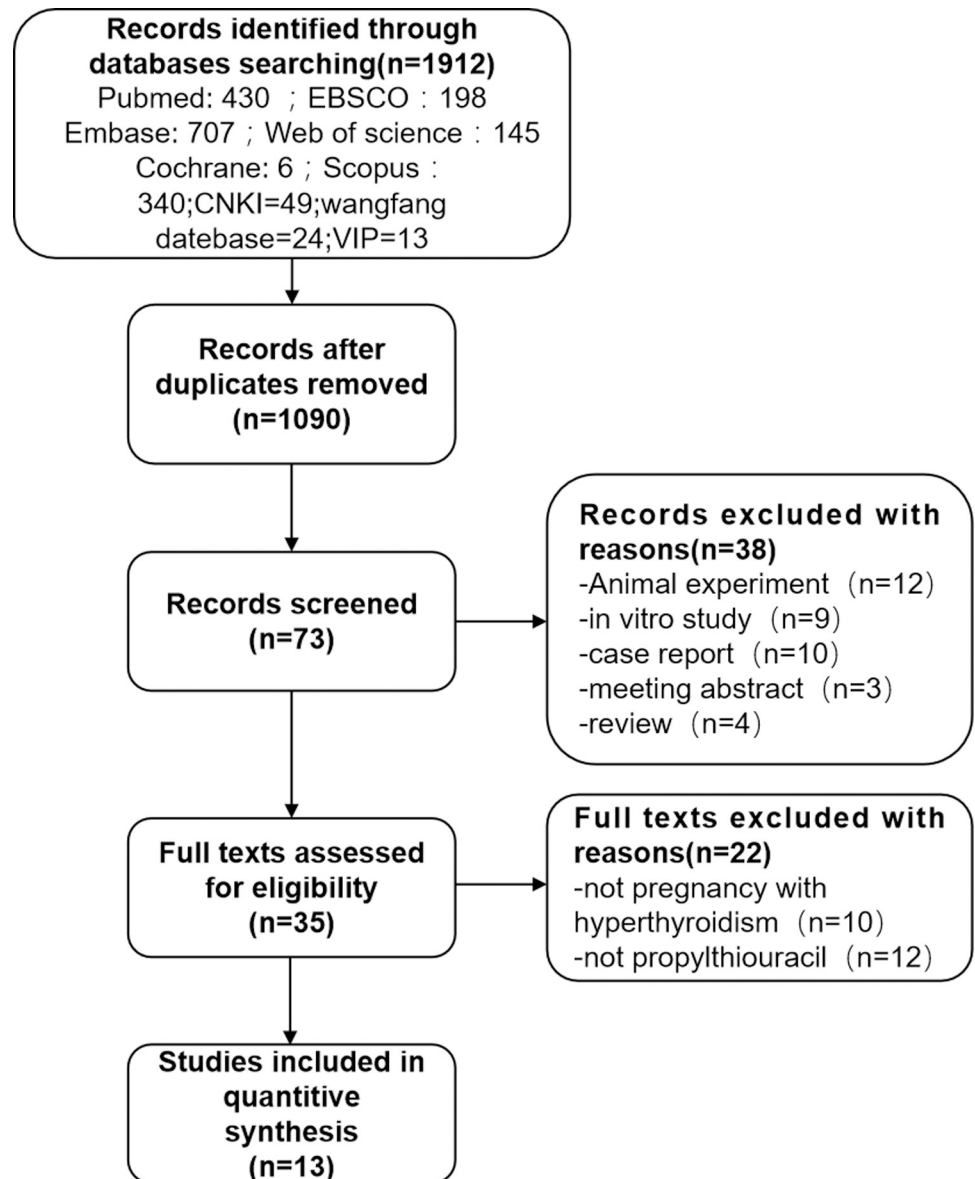 Records identified through
databases searching(n=1912)
Pubmed: 430 ；EBSCO：198
Embase: 707；Web of science：145
Cochrane: 6；Scopus：
340;CNKI=49;wangfang
datebase=24;VIP=13
Records after
duplicates removed
(n=1090)
Records screened
(n=73)
Records excluded with
reasons(n=38)
-Animal experiment（n=12）
-in vitro study（n=9）
-case report（n=10）
-meeting abstract（n=3）
-review（n=4）
Full texts assessed
for eligibility
(n=35)
Full texts excluded with
reasons(n=22)
-not pregnancy with
hyperthyroidism（n=10）
-not propylthiouracil（n=12）
Studies included in
quantitive
synthesis
(n=13)